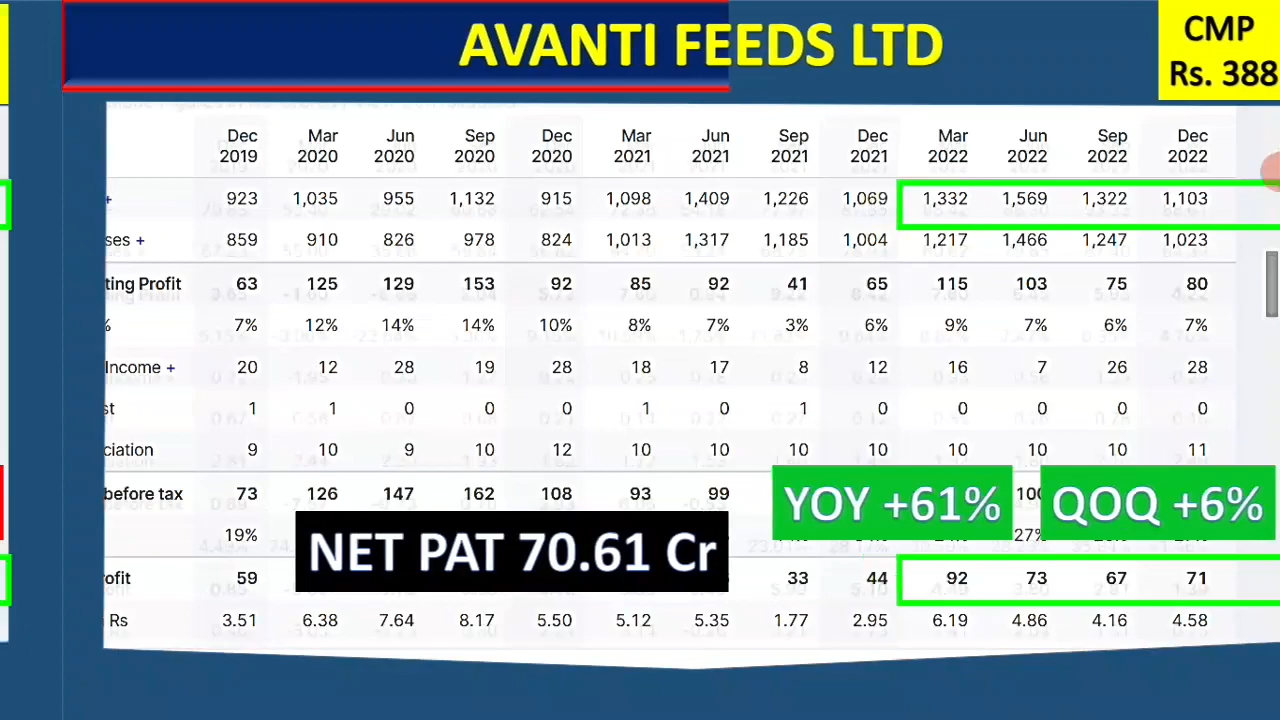 AVANTI FEEDS LTD
CMP
Rs. 388
Dec 2019 Mar 2020 Jun 2020 Sep 2020 Dec 2020 Mar 2021 Jun 2021 Sep 2021 Dec 2021 Mar 2022 Jun 2022 Sep 2022 Dec 2022
+ 923 1,035 955 1,132 915 1,098 1,409 1,226 1,069 1,332 1,569 1,322 1,103
ses + 859 910 826 978 824 1,013 1,317 1,185 1,004 1,217 1,466 1,247 1,023
ting Profit 63 125 129 153 92 85 92 41 65 115 103 75 80
% 7% 12% 14% 14% 10% 8% 7% 3% 6% 9% 7% 6% 7%
Income + 20 12 28 19 28 18 17 8 12 16 7 26 28
st 1 1 0 0 0 1 0 1 0 0 0 0 0
ciation 9 10 9 10 12 10 10 10 10 10 10 10 11
before tax 73 126 147 162 108 93 99
YOY +61%
QOQ +6%
19% 27%
NET PAT 70.61 Cr
ofit 59 33 44 92 73 67 71
Rs 3.51 6.38 7.64 8.17 5.50 5.12 5.35 1.77 2.95 6.19 4.86 4.16 4.58